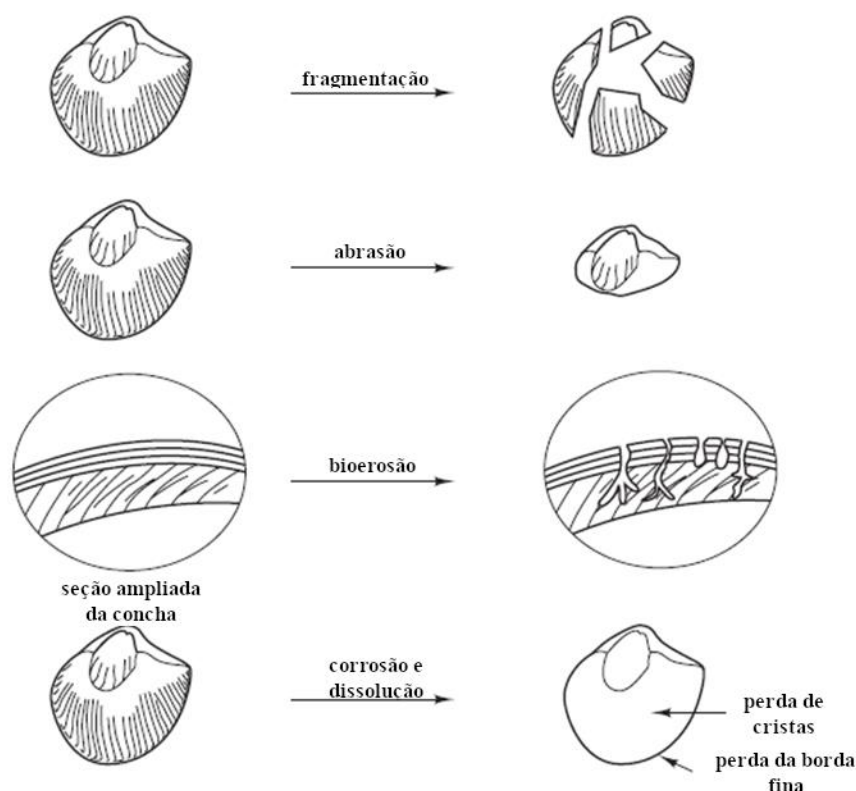 fragmentação
abrasão
bioerosão
seção ampliada
da concha
corrosão e
dissolução
perda de
cristas
perda da borda
fina